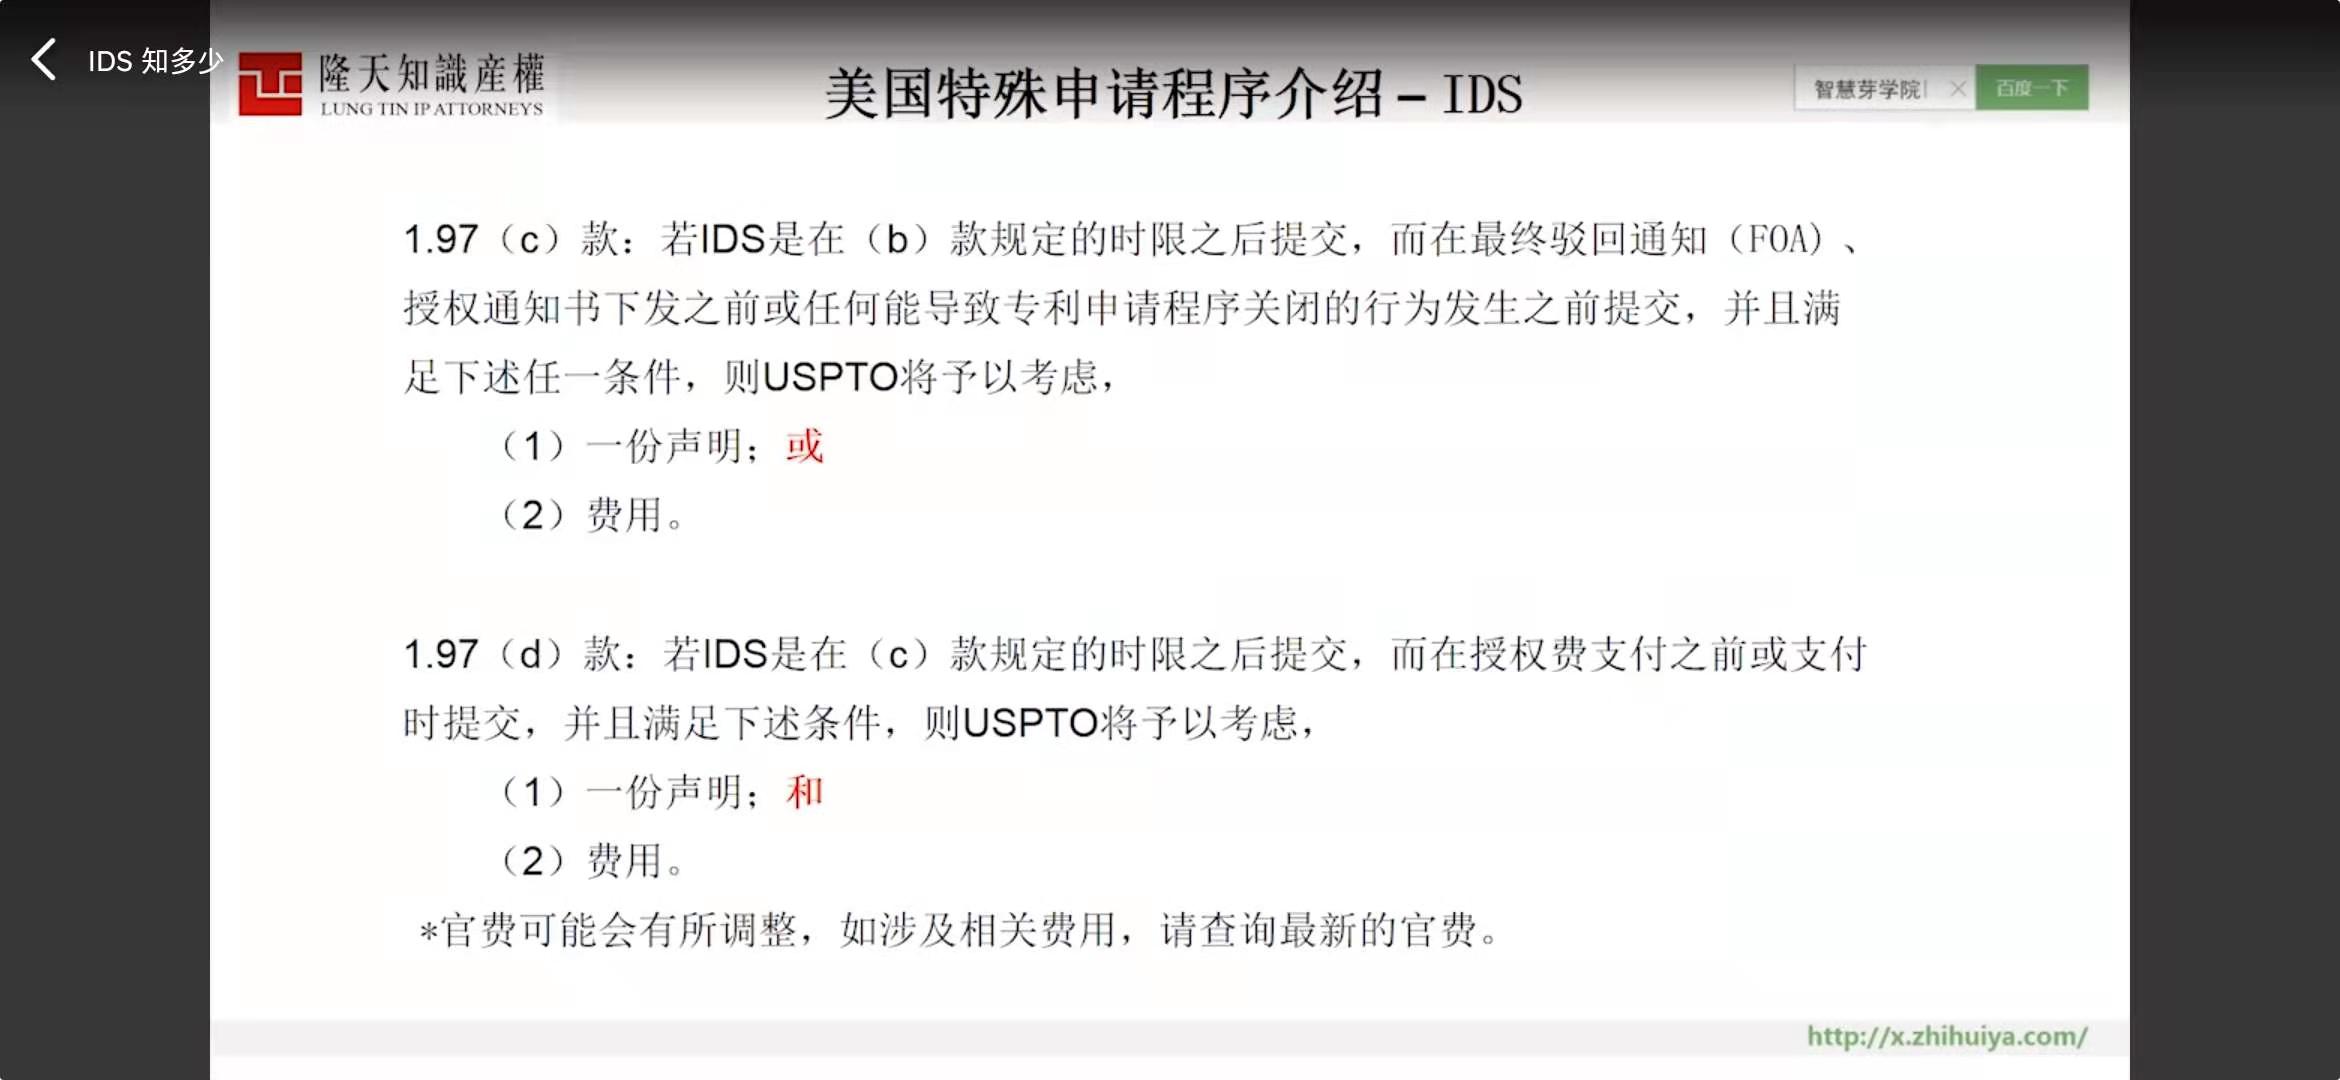 IDS 知多少
隆天知識産權
LUNG TIN IP ATTORNEYS
美国特殊申请程序介绍 – IDS
智慧芽学院
百度一下
1.97（c）款：若IDS是在（b）款规定的时限之后提交，而在最终驳回通知（FOA）、
授权通知书下发之前或任何能导致专利申请程序关闭的行为发生之前提交，并且满
足下述任一条件，则USPTO将予以考虑，
（1）一份声明；或
（2）费用。
1.97（d）款：若IDS是在（c）款规定的时限之后提交，而在授权费支付之前或支付
时提交，并且满足下述条件，则USPTO将予以考虑，
（1）一份声明；和
（2）费用。
*官费可能会有所调整，如涉及相关费用，请查询最新的官费。
http://x.zhihuiya.com/